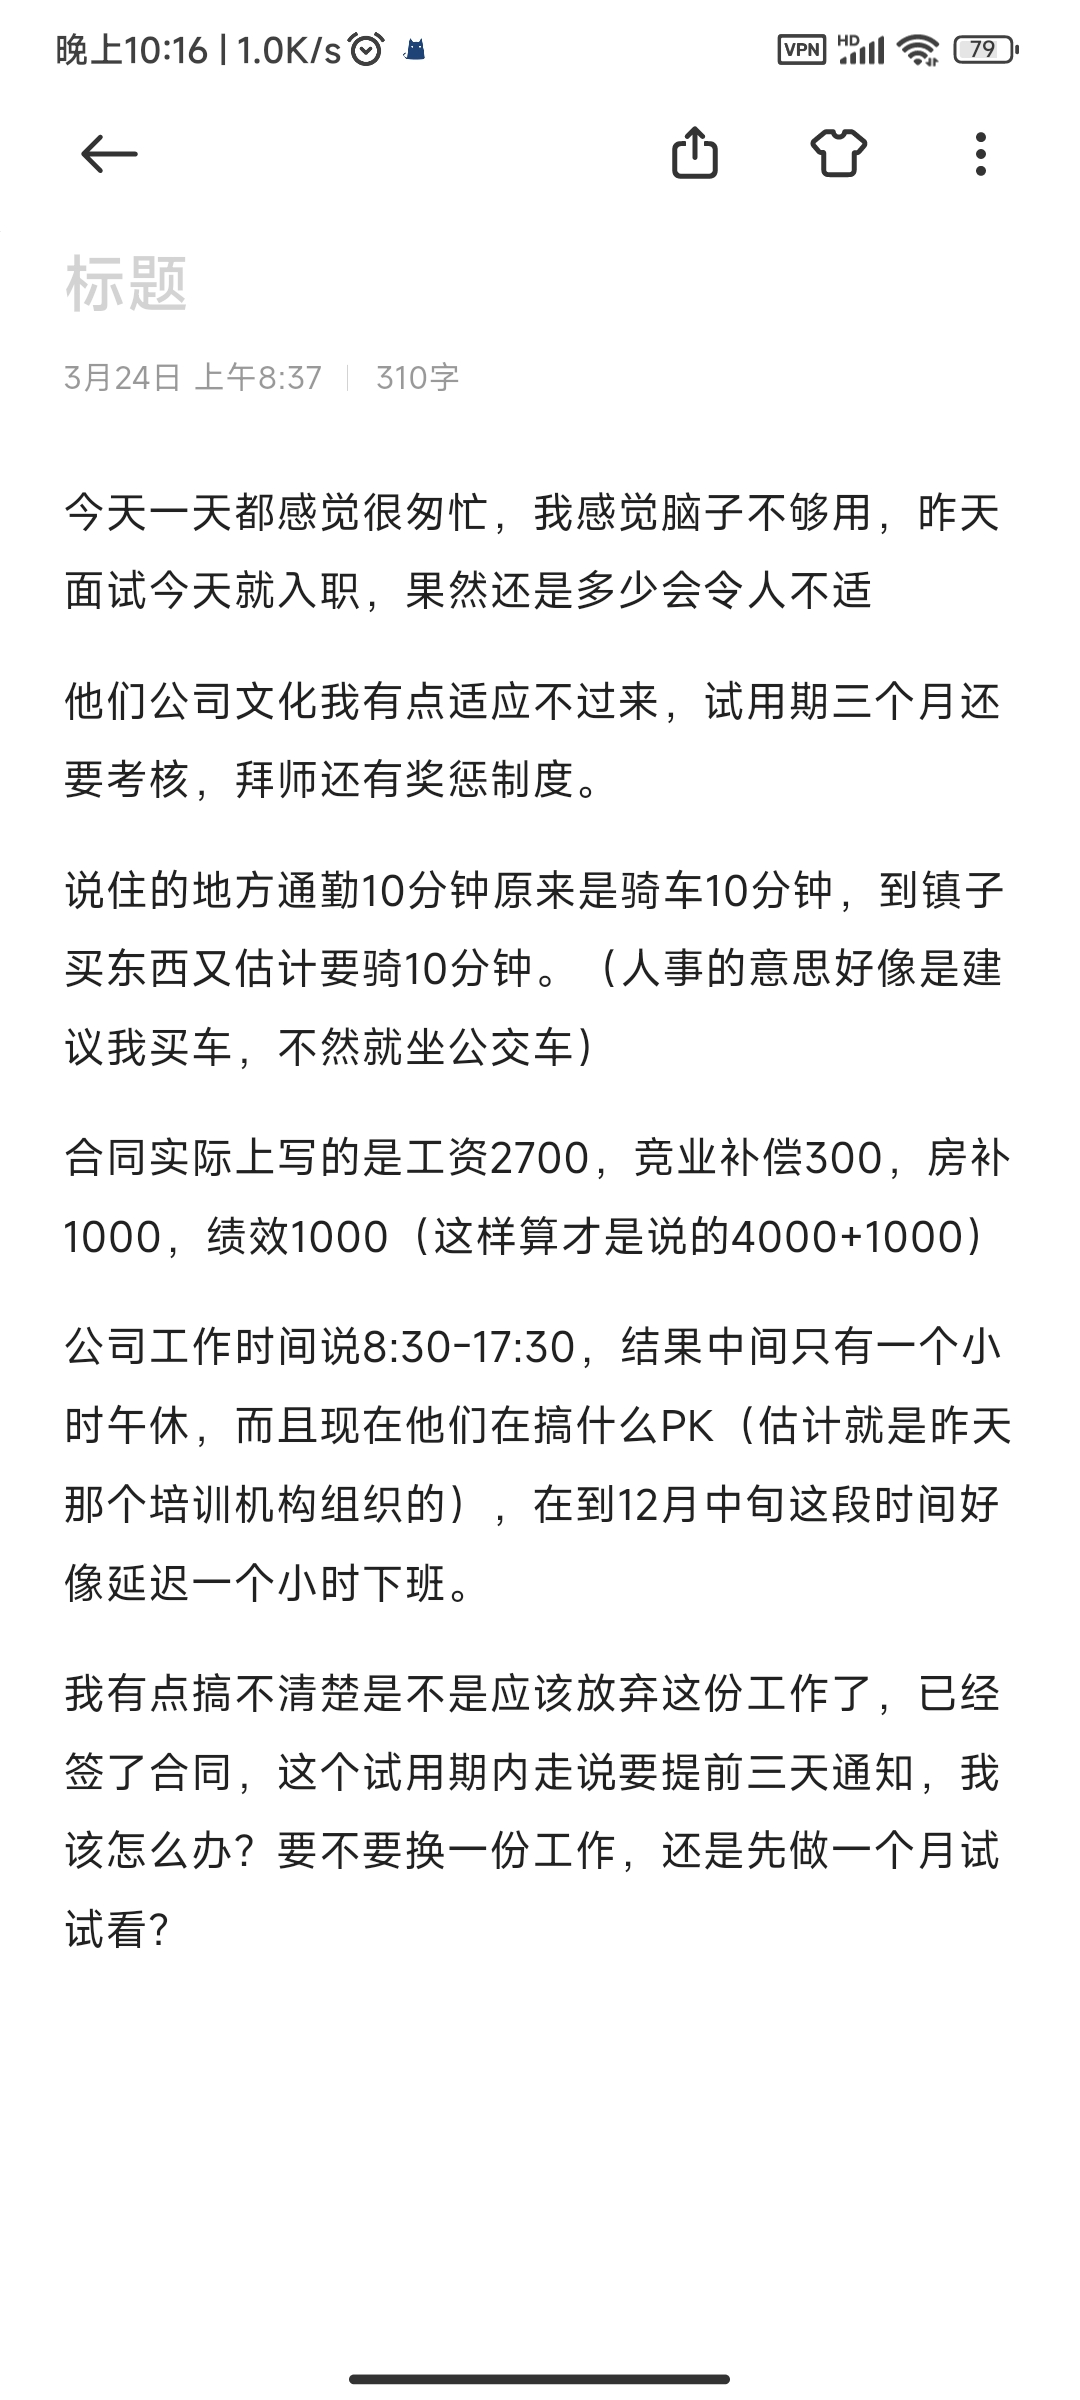 晚上10:16 | 1.0K/s
VPN HD 79
标题
3月24日 上午8:37 | 310字
今天一天都感觉很匆忙，我感觉脑子不够用，昨天
面试今天就入职，果然还是多少会令人不适
他们公司文化我有点适应不过来，试用期三个月还
要考核，拜师还有奖惩制度。
说住的地方通勤10分钟原来是骑车10分钟，到镇子
买东西又估计要骑10分钟。（人事的意思好像是建
议我买车，不然就坐公交车）
合同实际上写的是工资2700，竞业补偿300，房补
1000，绩效1000（这样算才是说的4000+1000）
公司工作时间说8:30-17:30，结果中间只有一个小
时午休，而且现在他们在搞什么PK（估计就是昨天
那个培训机构组织的），在到12月中旬这段时间好
像延迟一个小时下班。
我有点搞不清楚是不是应该放弃这份工作了，已经
签了合同，这个试用期内走说要提前三天通知，我
该怎么办？要不要换一份工作，还是先做一个月试
试看？